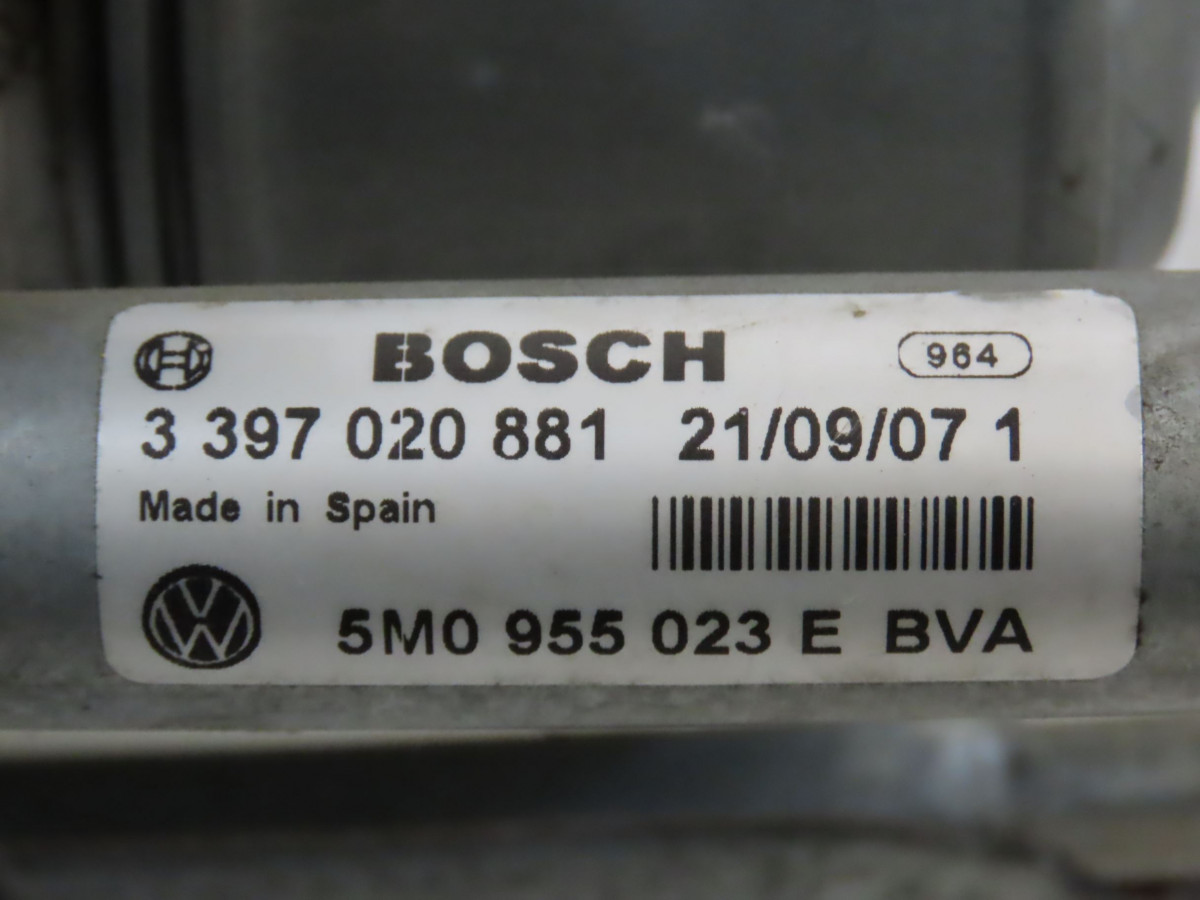 BOSCH 964
3 397 020 881 21/09/07 1
Made in Spain
5M0 955 023 E BVA